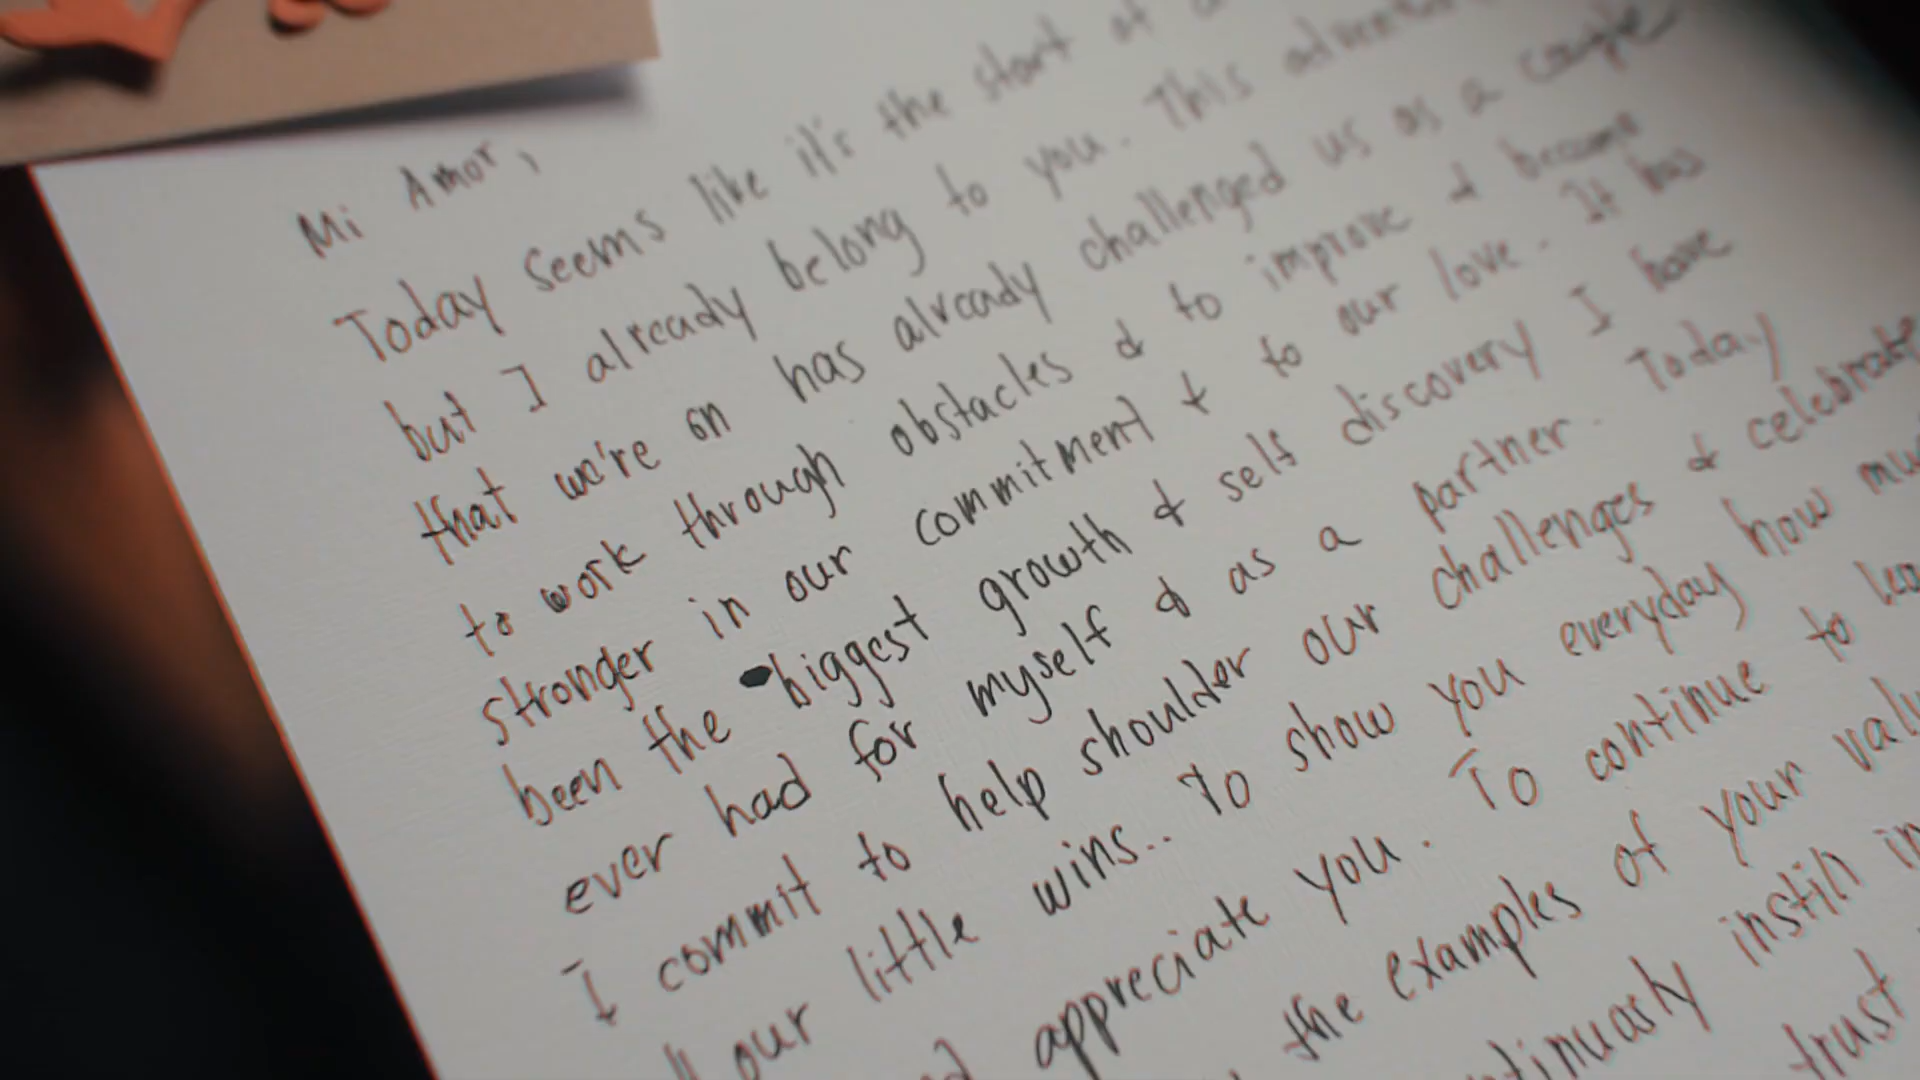 Mi Amor,
Today seems like it's the start of a
but I already belong to you. This
that we're on has already challenged us as a couple
to work through obstacles & to improve & become
stronger in our commitment & to our love. It has
been the biggest growth & self discovery I have
ever had for myself & as a partner. Today
I commit to help shoulder our challenges & celebrate
all our little wins.. To show you everyday how
appreciate you. To continue to
the examples of your
instill in
trust